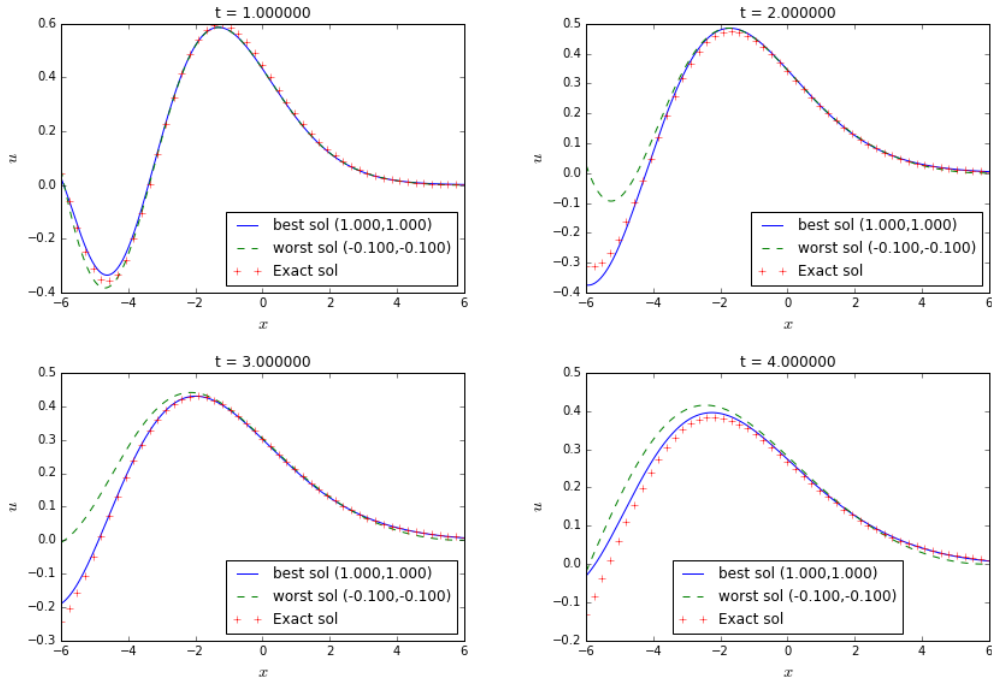 t = 1.000000
0.6
0.4
0.2
0.0
−0.2
−0.4
u
−6 −4 −2 0 2 4 6
x
best sol (1.000,1.000)
worst sol (-0.100,-0.100)
Exact sol
t = 2.000000
0.5
0.4
0.3
0.2
0.1
0.0
−0.1
−0.2
−0.3
−0.4
u
−6 −4 −2 0 2 4 6
x
best sol (1.000,1.000)
worst sol (-0.100,-0.100)
Exact sol
t = 3.000000
0.5
0.4
0.3
0.2
0.1
0.0
−0.1
−0.2
−0.3
u
−6 −4 −2 0 2 4 6
x
best sol (1.000,1.000)
worst sol (-0.100,-0.100)
Exact sol
t = 4.000000
0.5
0.4
0.3
0.2
0.1
0.0
−0.1
−0.2
u
−6 −4 −2 0 2 4 6
x
best sol (1.000,1.000)
worst sol (-0.100,-0.100)
Exact sol